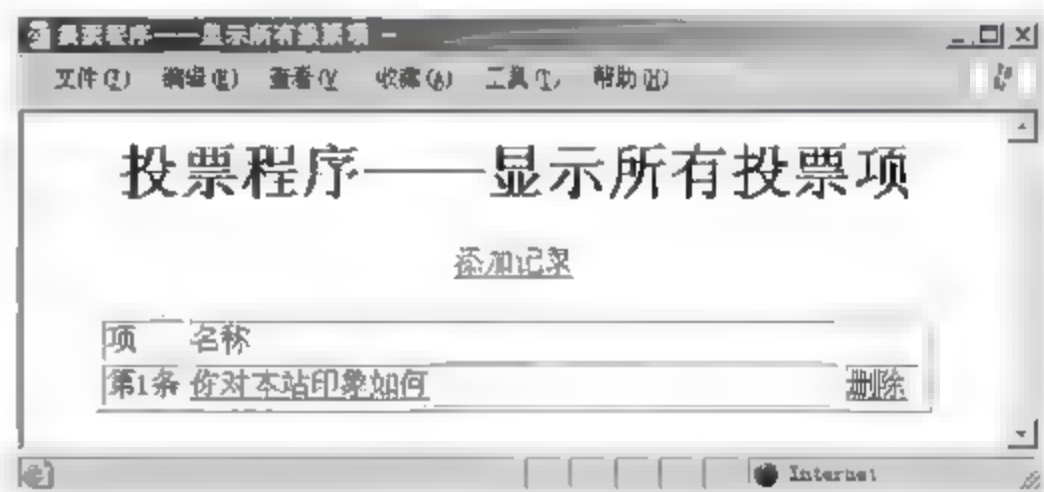 投票程序——显示所有投票项 -
文件(F) 编辑(E) 查看(V 收藏(A) 工具(T, 帮助(H)
投票程序——显示所有投票项
添加记录
项 名称
第1条 你对本站印象如何 删除
Internet